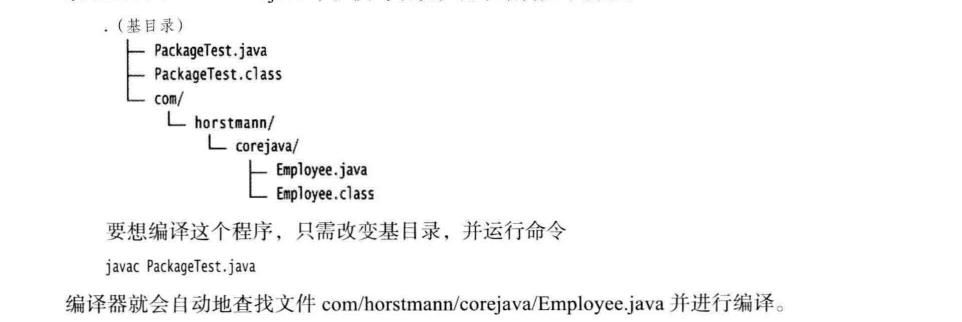 .（基目录）
PackageTest.java
PackageTest.class
com/
horstmann/
corejava/
Employee.java
Employee.class
要想编译这个程序，只需改变基目录，并运行命令
javac PackageTest.java
编译器就会自动地查找文件 com/horstmann/corejava/Employee.java 并进行编译。